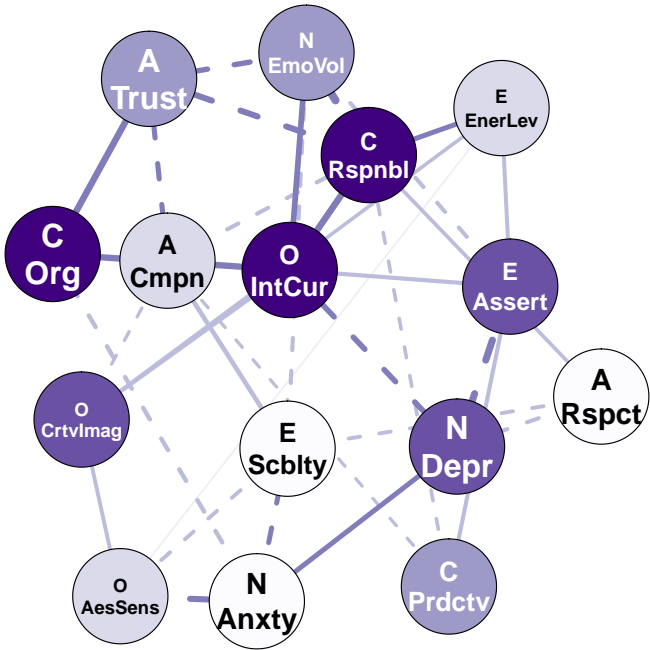 N
EmoVol
A
Trust
E
EnerLev
C
Rspnbl
C
Org
A
Cmpn
O
IntCur
E
Assert
A
Rspct
O
CrtvImag
E
Scblty
N
Depr
O
AesSens
N
Anxty
C
Prdctv